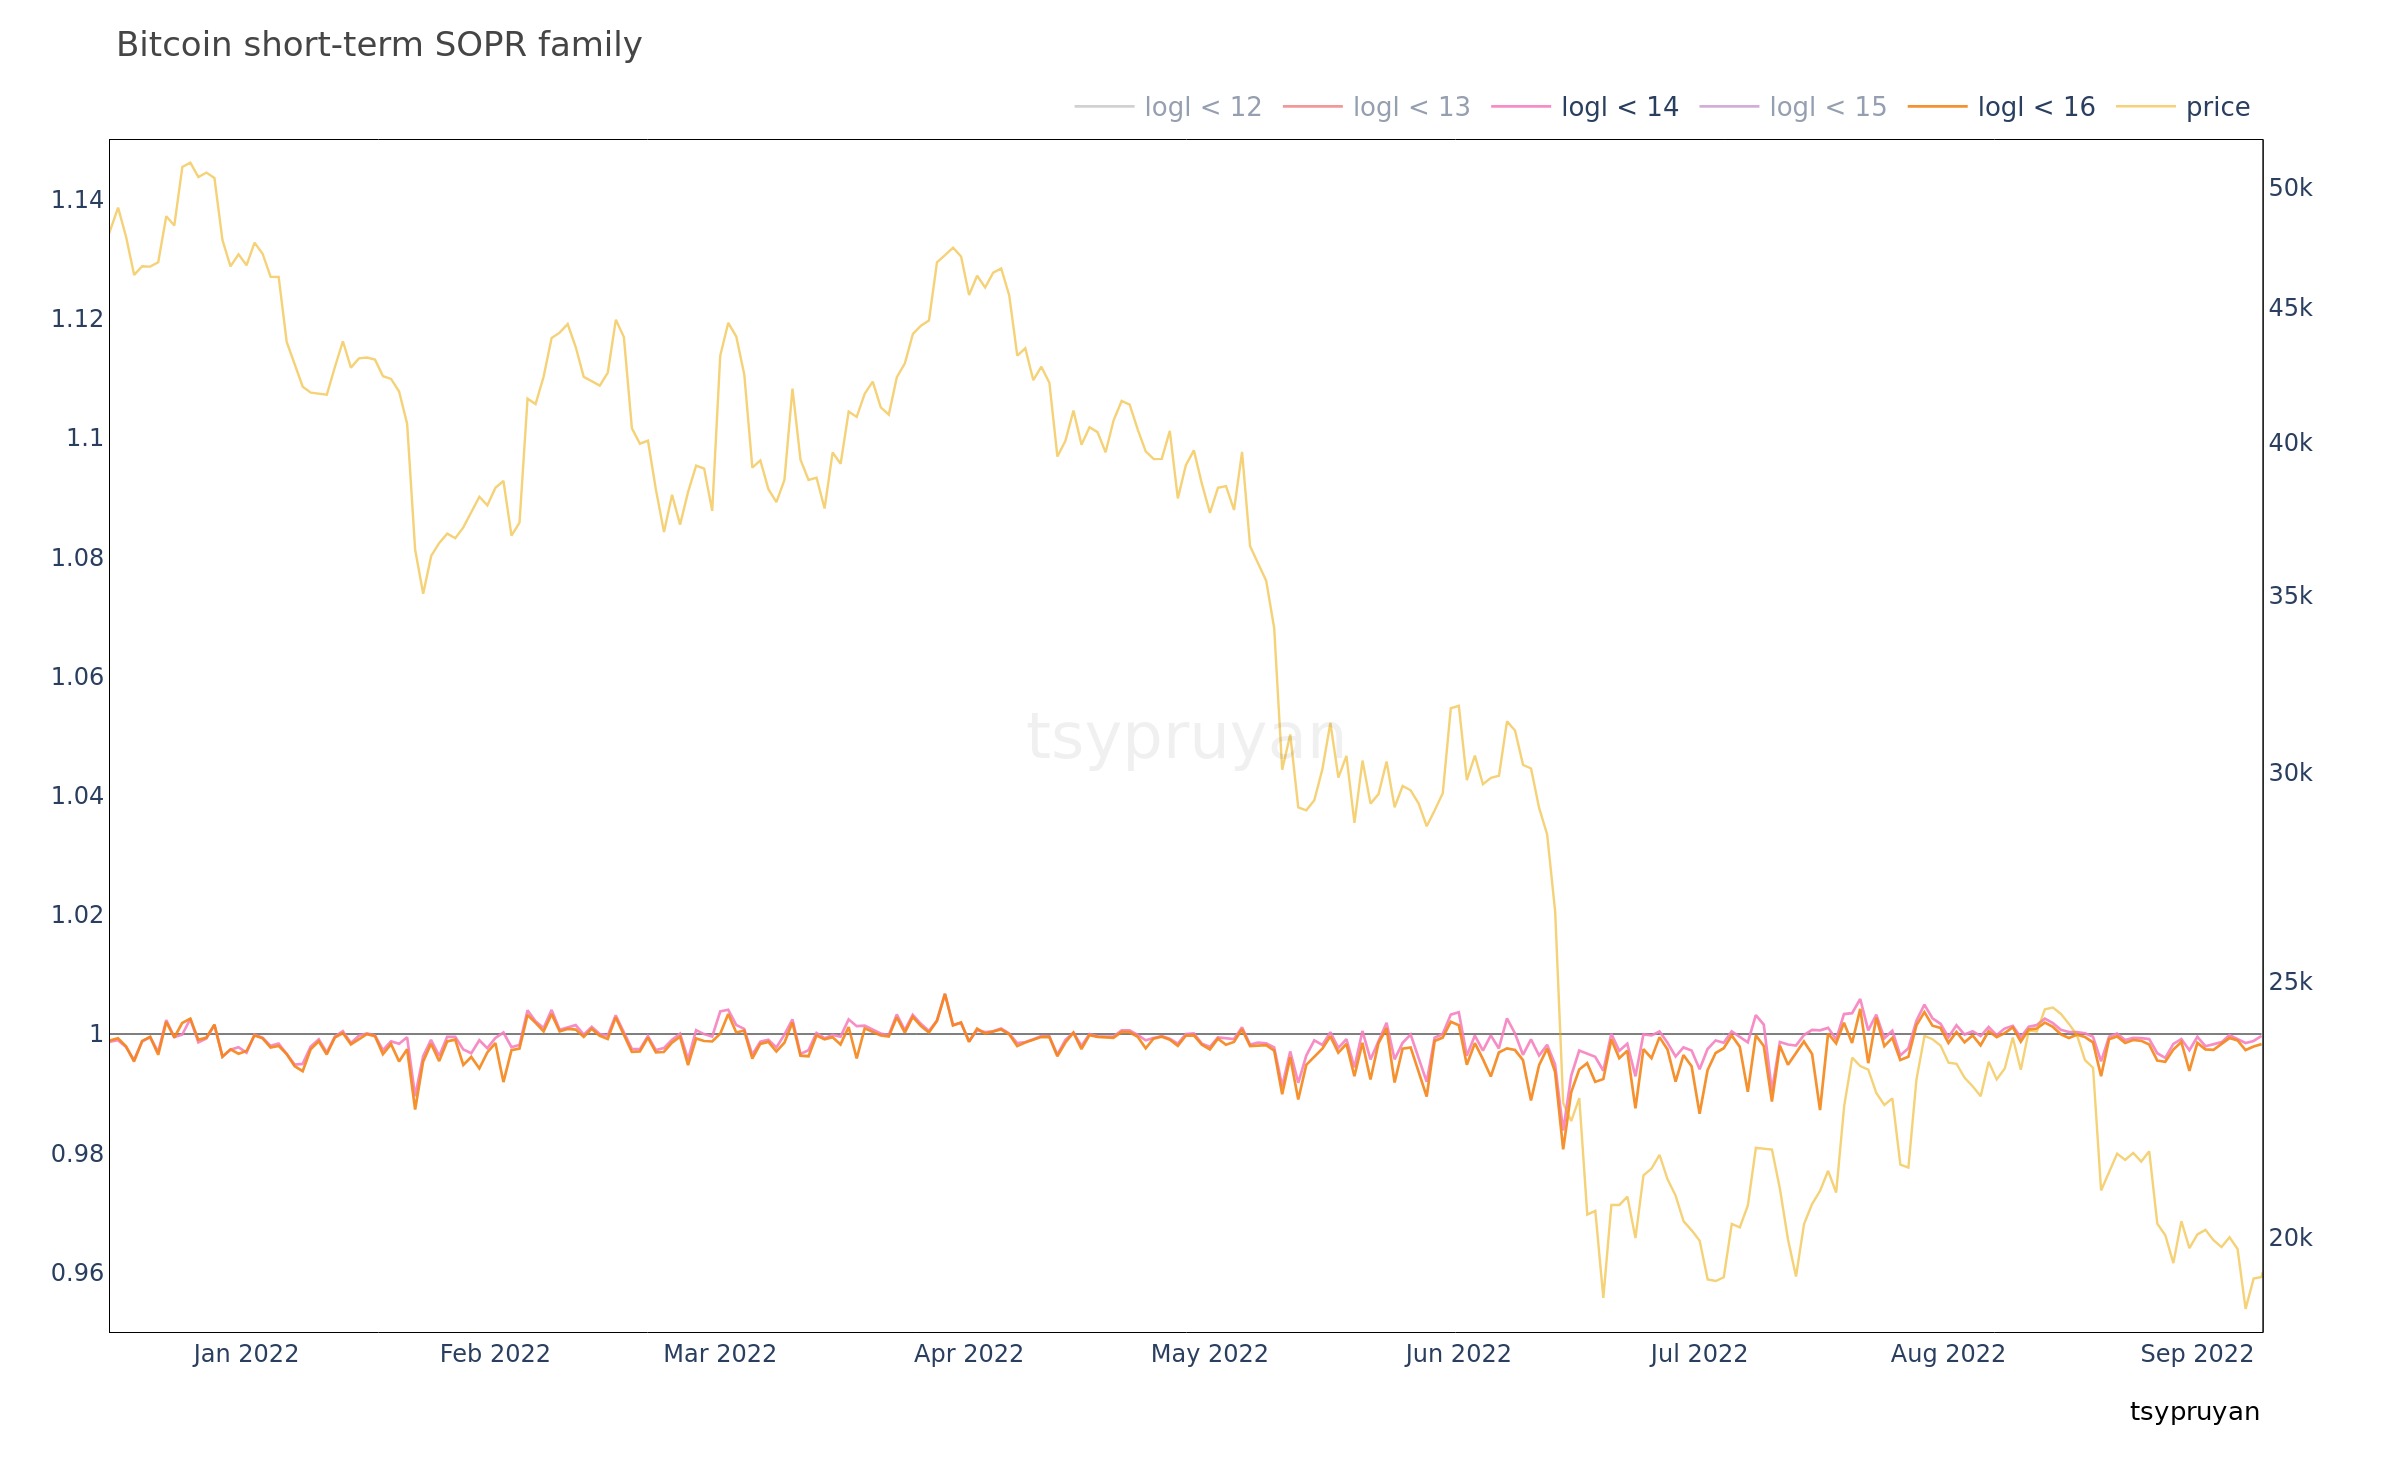 Bitcoin short-term SOPR family
logl < 12 logl < 13 logl < 14 logl < 15 logl < 16 price
1.14
1.12
1.1
1.08
1.06
1.04
1.02
1
0.98
0.96
50k
45k
40k
35k
30k
25k
20k
tsypruyan
Jan 2022 Feb 2022 Mar 2022 Apr 2022 May 2022 Jun 2022 Jul 2022 Aug 2022 Sep 2022
tsypruyan